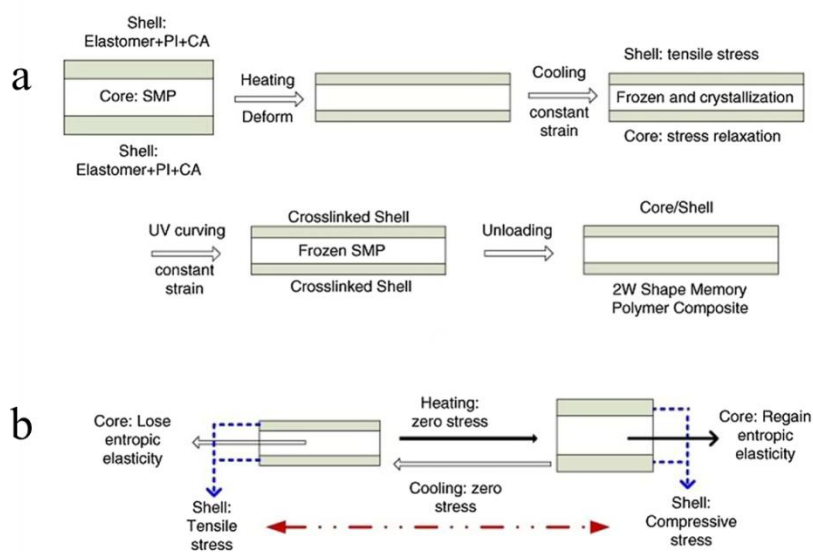 a
Shell:
Elastomer+PI+CA
Core: SMP
Shell:
Elastomer+PI+CA
Heating
Deform
Cooling
constant
strain
Shell: tensile stress
Frozen and crystallization
Core: stress relaxation
UV curving
constant
strain
Crosslinked Shell
Frozen SMP
Crosslinked Shell
Unloading
Core/Shell
2W Shape Memory
Polymer Composite
b
Core: Lose
entropic
elasticity
Shell:
Tensile
stress
Heating:
zero stress
Cooling: zero
stress
Core: Regain
entropic
elasticity
Shell:
Compressive
stress